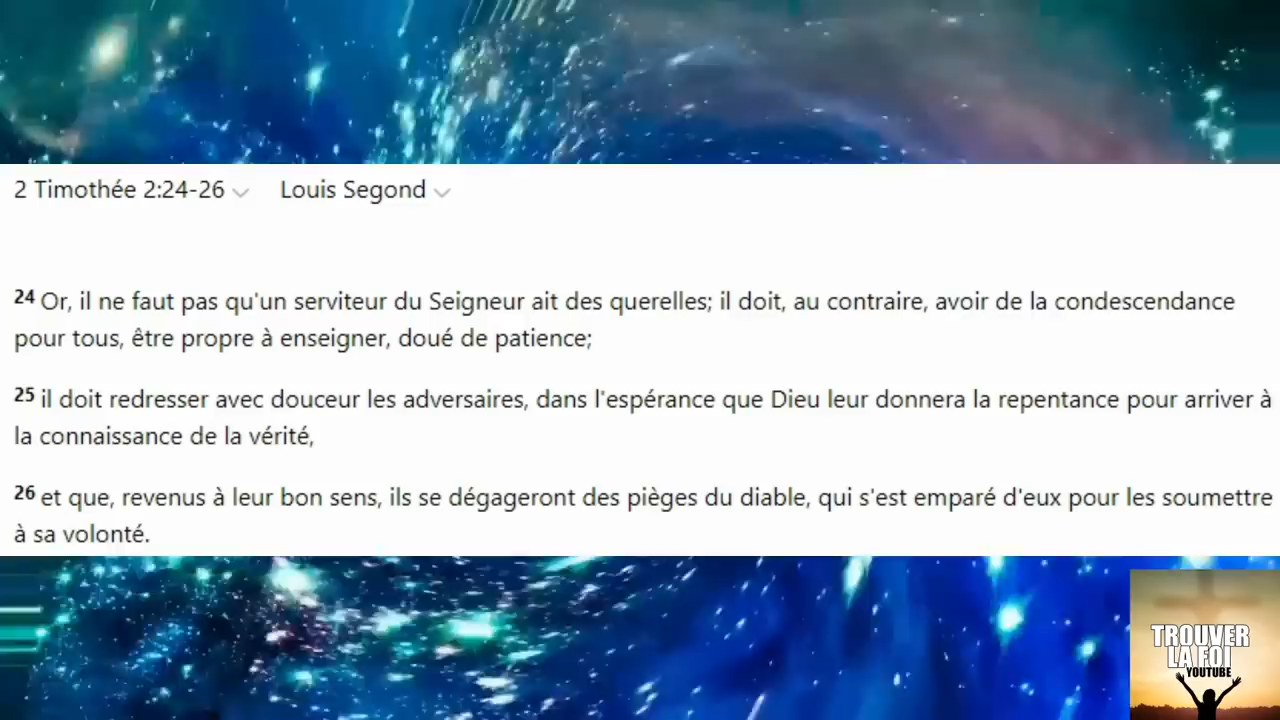 2 Timothée 2:24-26 Louis Segond
24 Or, il ne faut pas qu'un serviteur du Seigneur ait des querelles; il doit, au contraire, avoir de la condescendance
pour tous, être propre à enseigner, doué de patience;
25 il doit redresser avec douceur les adversaires, dans l'espérance que Dieu leur donnera la repentance pour arriver à
la connaissance de la vérité,
26 et que, revenus à leur bon sens, ils se dégageront des pièges du diable, qui s'est emparé d'eux pour les soumettre
à sa volonté.
TROUVER
LA FOI
YOUTUBE